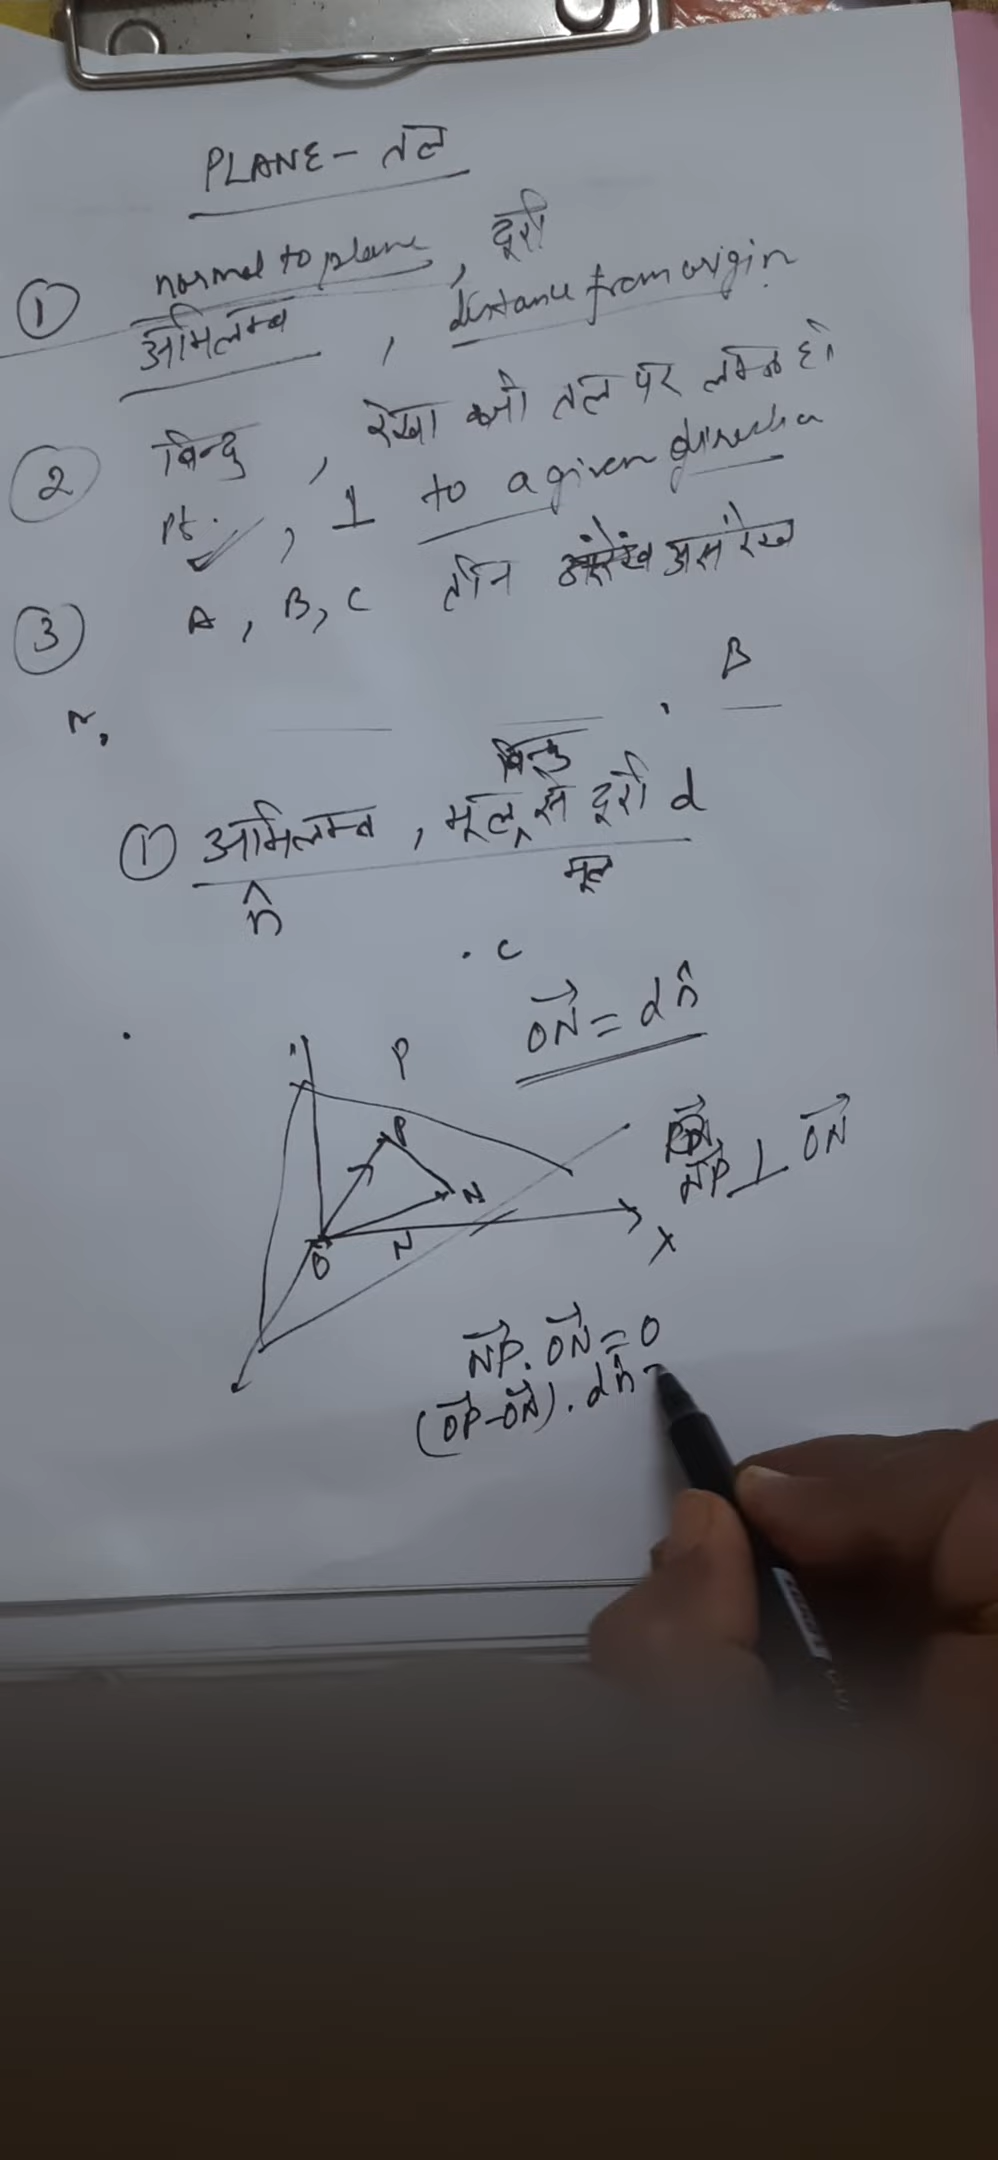 PLANE - तल
① normal to plane, दूरी
अभिलम्ब, distance from origin
② बिन्दु, रेखा जो तल पर लम्ब हो
Pt. ✓, ⊥ to a given direction
③ A, B, C तीन असंरेख
B
बिन्दु
① अभिलम्ब, मूल से दूरी d
n̂ मूल
. C
ON⃗ = d n̂
P
P
NP⃗ ⊥ ON⃗
N
O N
X
NP⃗ . ON⃗ = 0
(OP⃗ - ON⃗) . d n̂ =